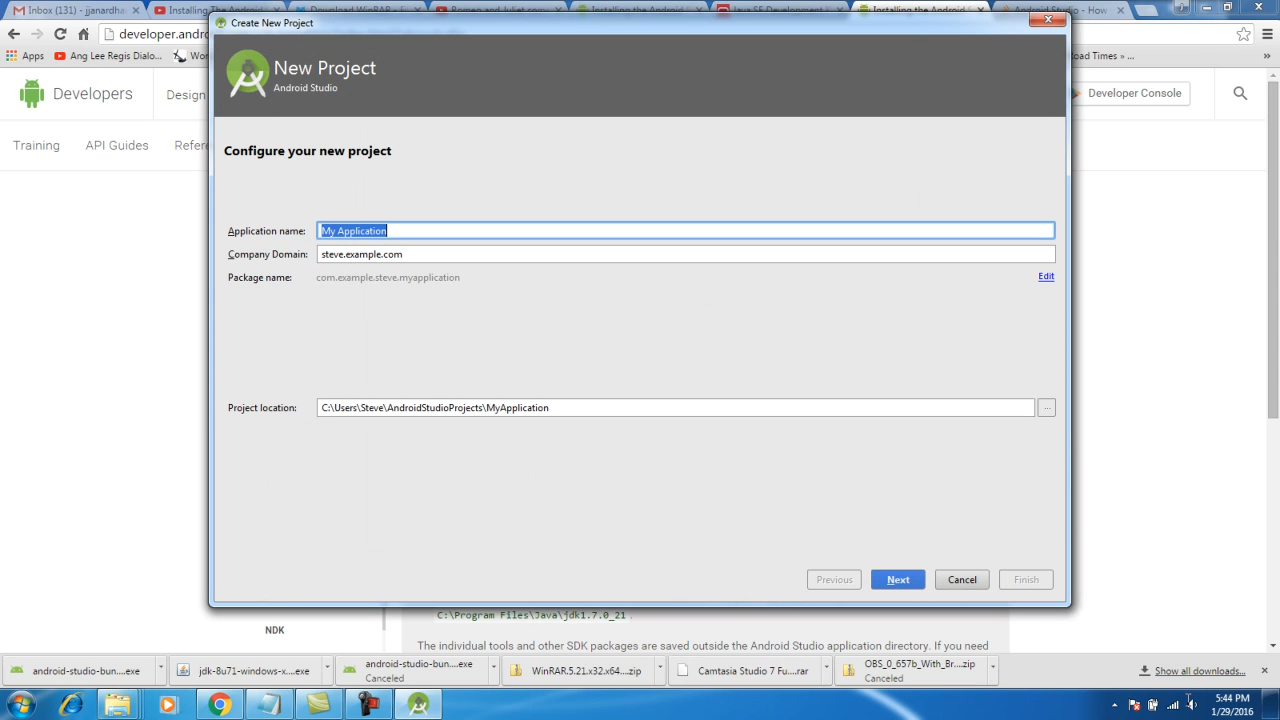 Inbox (131) - jjanardha
Installing The Android
Download WinRAR - F
Romeo and Juliet comp
Installing the Android
Java SE Development
Installing the Android S
Android Studio - How
Create New Project
developer.andro
Apps
Ang Lee Regis Dialo...
Wor
Road Times » ...
»
New Project
Android Studio
Developers
Design
Developer Console
Training
API Guides
Refere
Configure your new project
Application name:
My Application
Company Domain:
steve.example.com
Package name:
com.example.steve.myapplication
Edit
Project location:
C:\Users\Steve\AndroidStudioProjects\MyApplication
...
Previous
Next
Cancel
Finish
C:\Program Files\Java\jdk1.7.0_21 .
NDK
The individual tools and other SDK packages are saved outside the Android Studio application directory. If you need
android-studio-bun....exe
jdk-8u71-windows-x....exe
android-studio-bun....exe
Canceled
WinRAR.5.21.x32.x64...zip
Camtasia Studio 7 Fu....rar
OBS_0_657b_With_Br....zip
Canceled
Show all downloads...
5:44 PM
1/29/2016